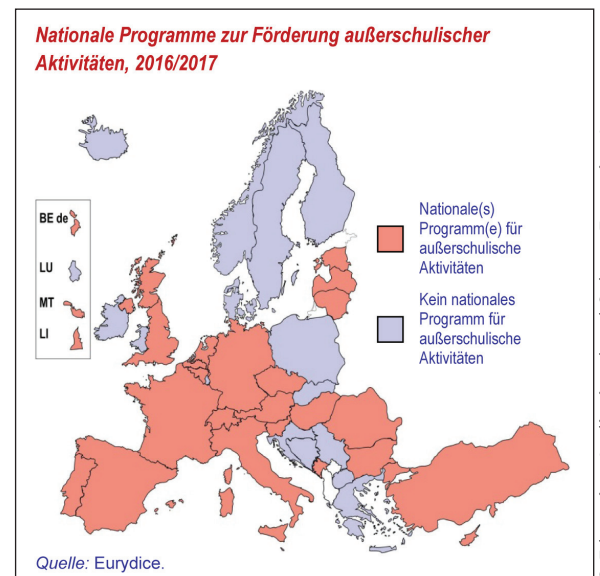 Nationale Programme zur Förderung außerschulischer
Aktivitäten, 2016/2017
BE de
LU
MT
LI
Nationale(s)
Programm(e) für
außerschulische
Aktivitäten
Kein nationales
Programm für
außerschulische
Aktivitäten
Quelle: Eurydice.